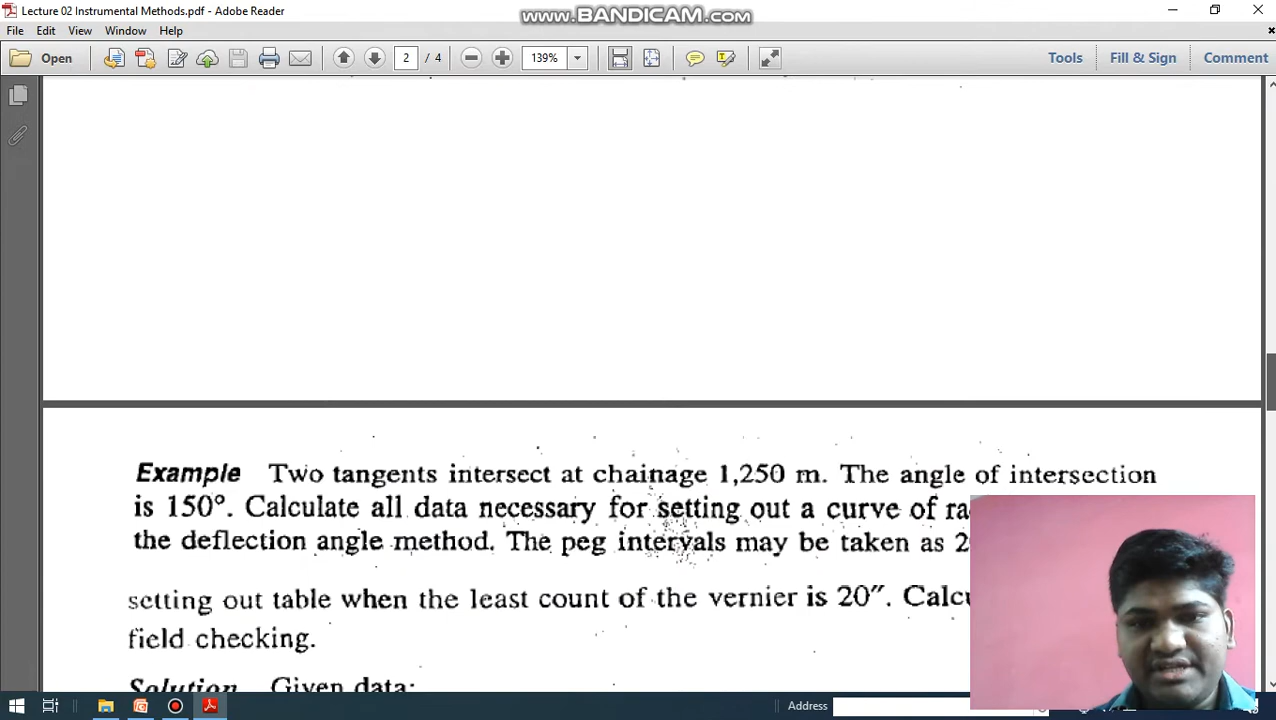 Lecture 02 Instrumental Methods.pdf - Adobe Reader
www.BANDICAM.com
File Edit View Window Help
Open 2 / 4 139% Tools Fill & Sign Comment
Example Two tangents intersect at chainage 1,250 m. The angle of intersection
is 150°. Calculate all data necessary for setting out a curve of
the deflection angle method. The peg intervals may be taken as
setting out table when the least count of the vernier is 20″.
field checking.
Solution Given data:
Address